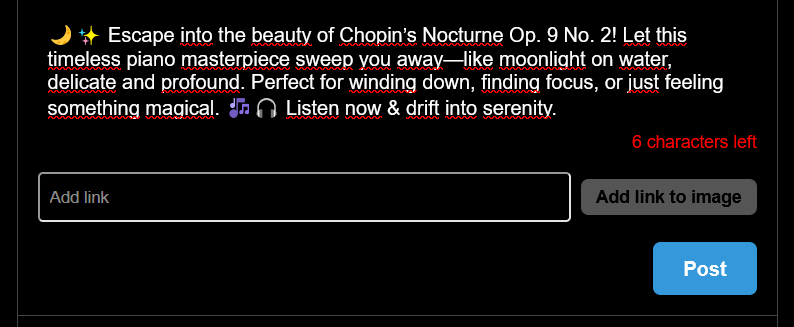 🌙✨ Escape into the beauty of Chopin’s Nocturne Op. 9 No. 2! Let this
timeless piano masterpiece sweep you away—like moonlight on water,
delicate and profound. Perfect for winding down, finding focus, or just feeling
something magical. 🎶🎧 Listen now & drift into serenity.
6 characters left
Add link
Add link to image
Post